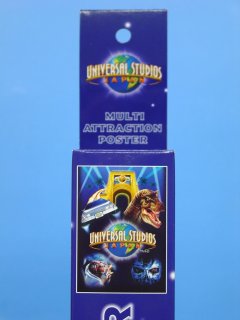 UNIVERSAL STUDIOS
JAPAN
MULTI
ATTRACTION
POSTER
UNIVERSAL STUDIOS
JAPAN